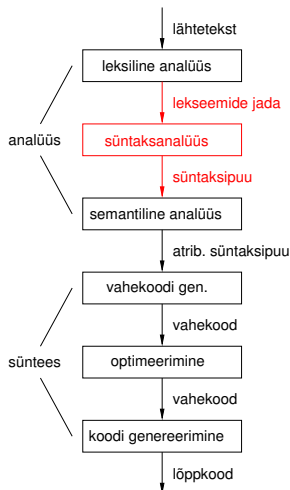 lähtetekst
leksiline analüüs
lekseemide jada
analüüs
süntaksanalüüs
süntaksipuu
semantiline analüüs
atrib. süntaksipuu
vahekoodi gen.
vahekood
süntees
optimeerimine
vahekood
koodi genereerimine
lõppkood